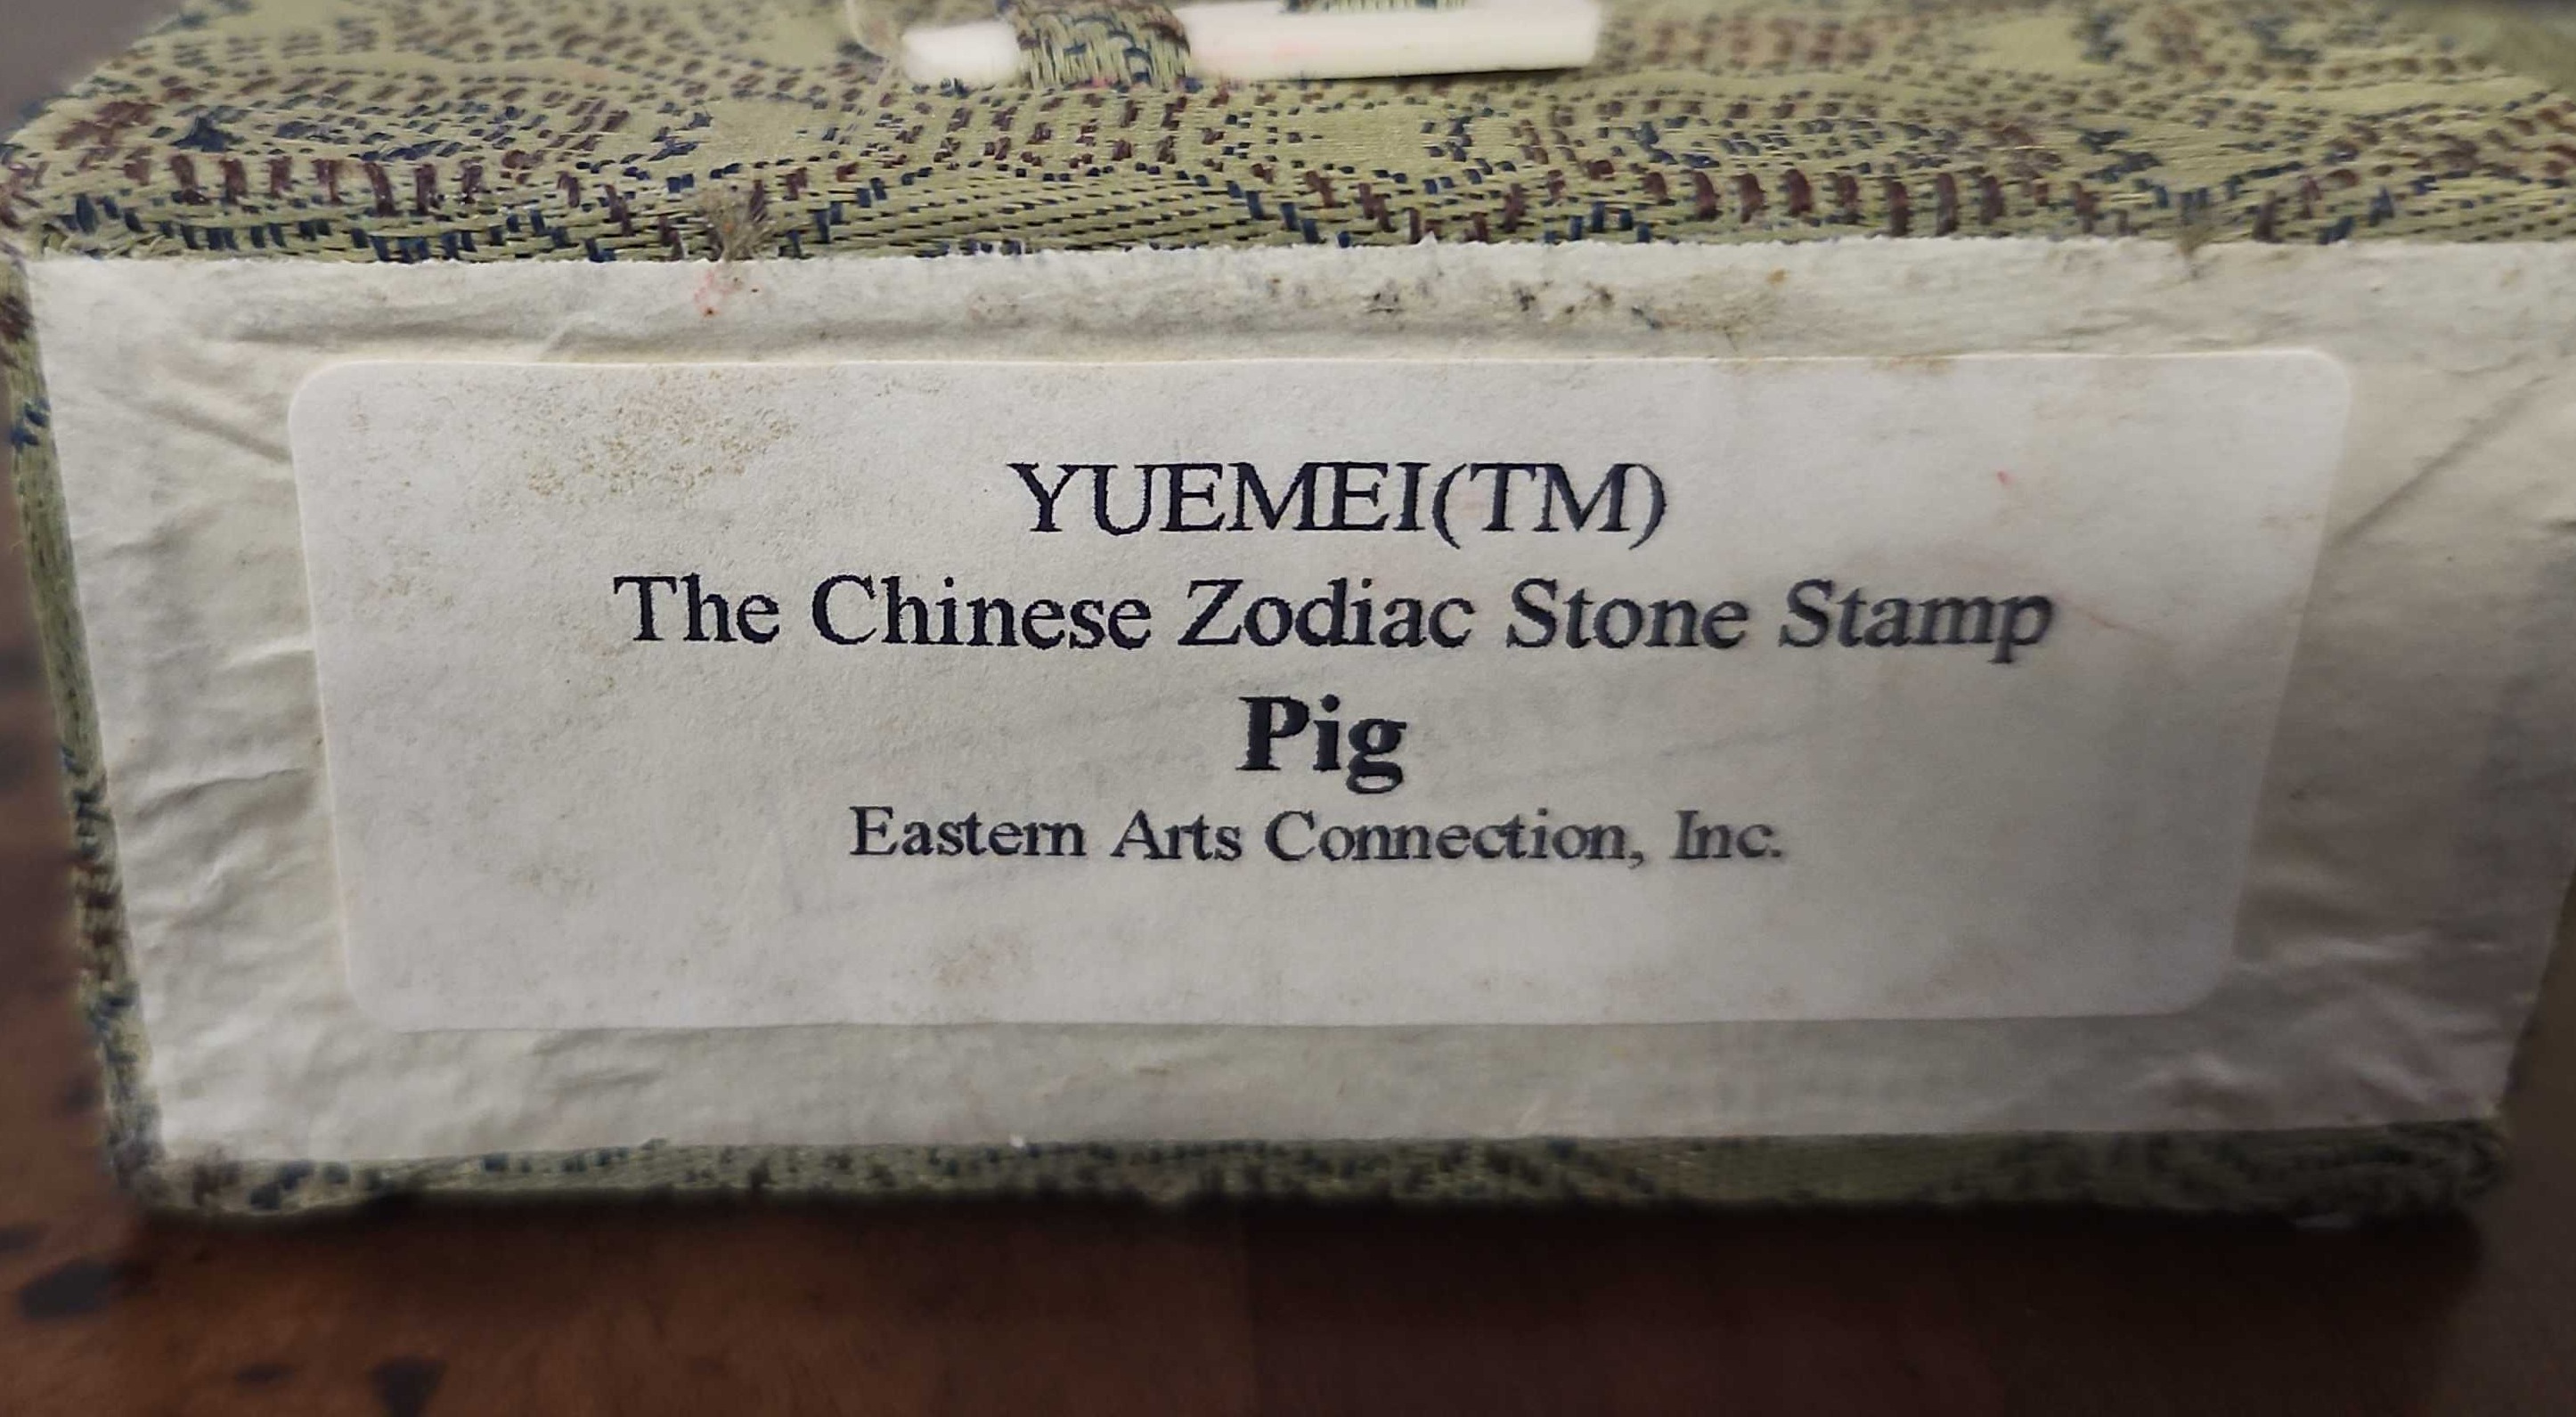 YUEMEI(TM)
The Chinese Zodiac Stone Stamp
Pig
Eastern Arts Connection, Inc.